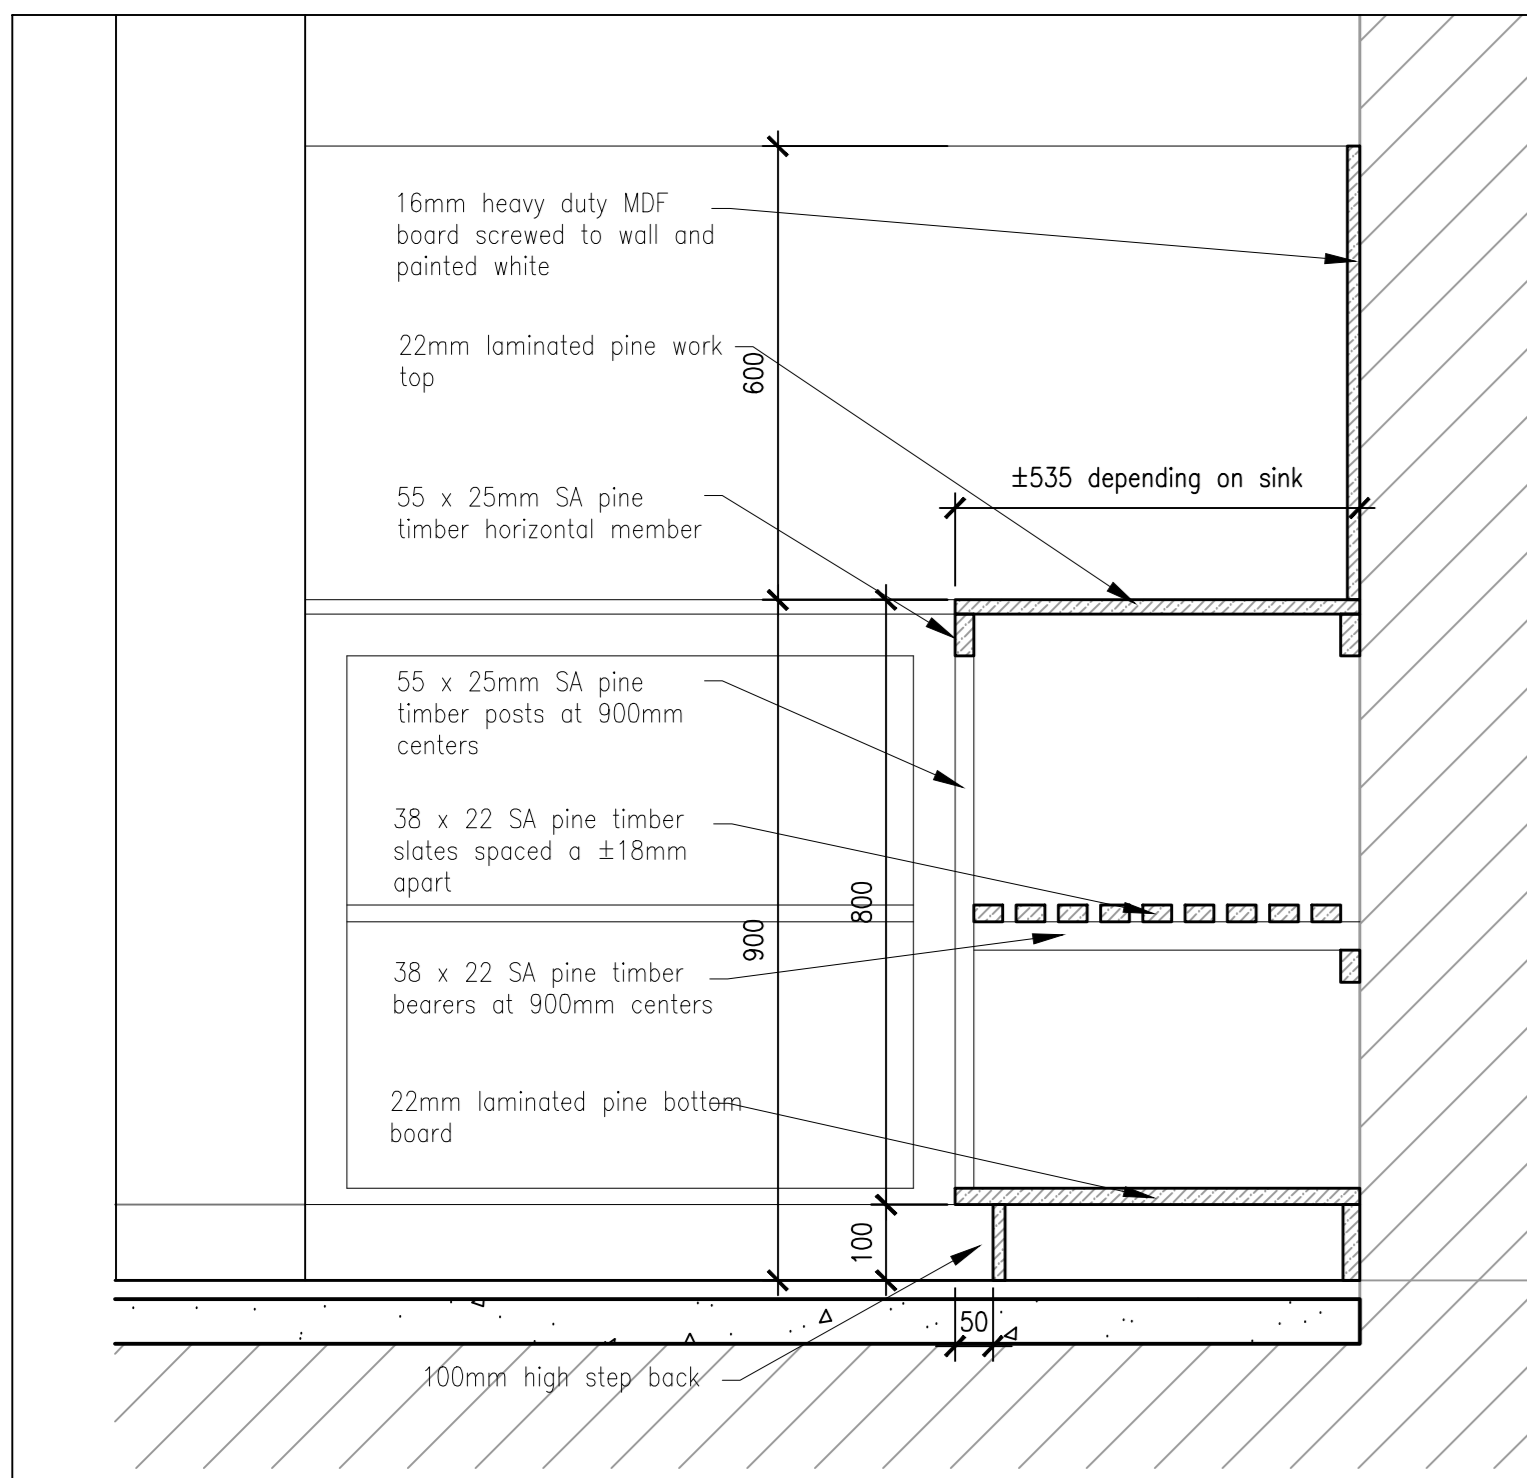 16mm heavy duty MDF
board screwed to wall and
painted white
22mm laminated pine work
top
600
±535 depending on sink
55 x 25mm SA pine
timber horizontal member
55 x 25mm SA pine
timber posts at 900mm
centers
38 x 22 SA pine timber
slates spaced a ±18mm
apart
800
900
38 x 22 SA pine timber
bearers at 900mm centers
22mm laminated pine bottom
board
100
50
100mm high step back